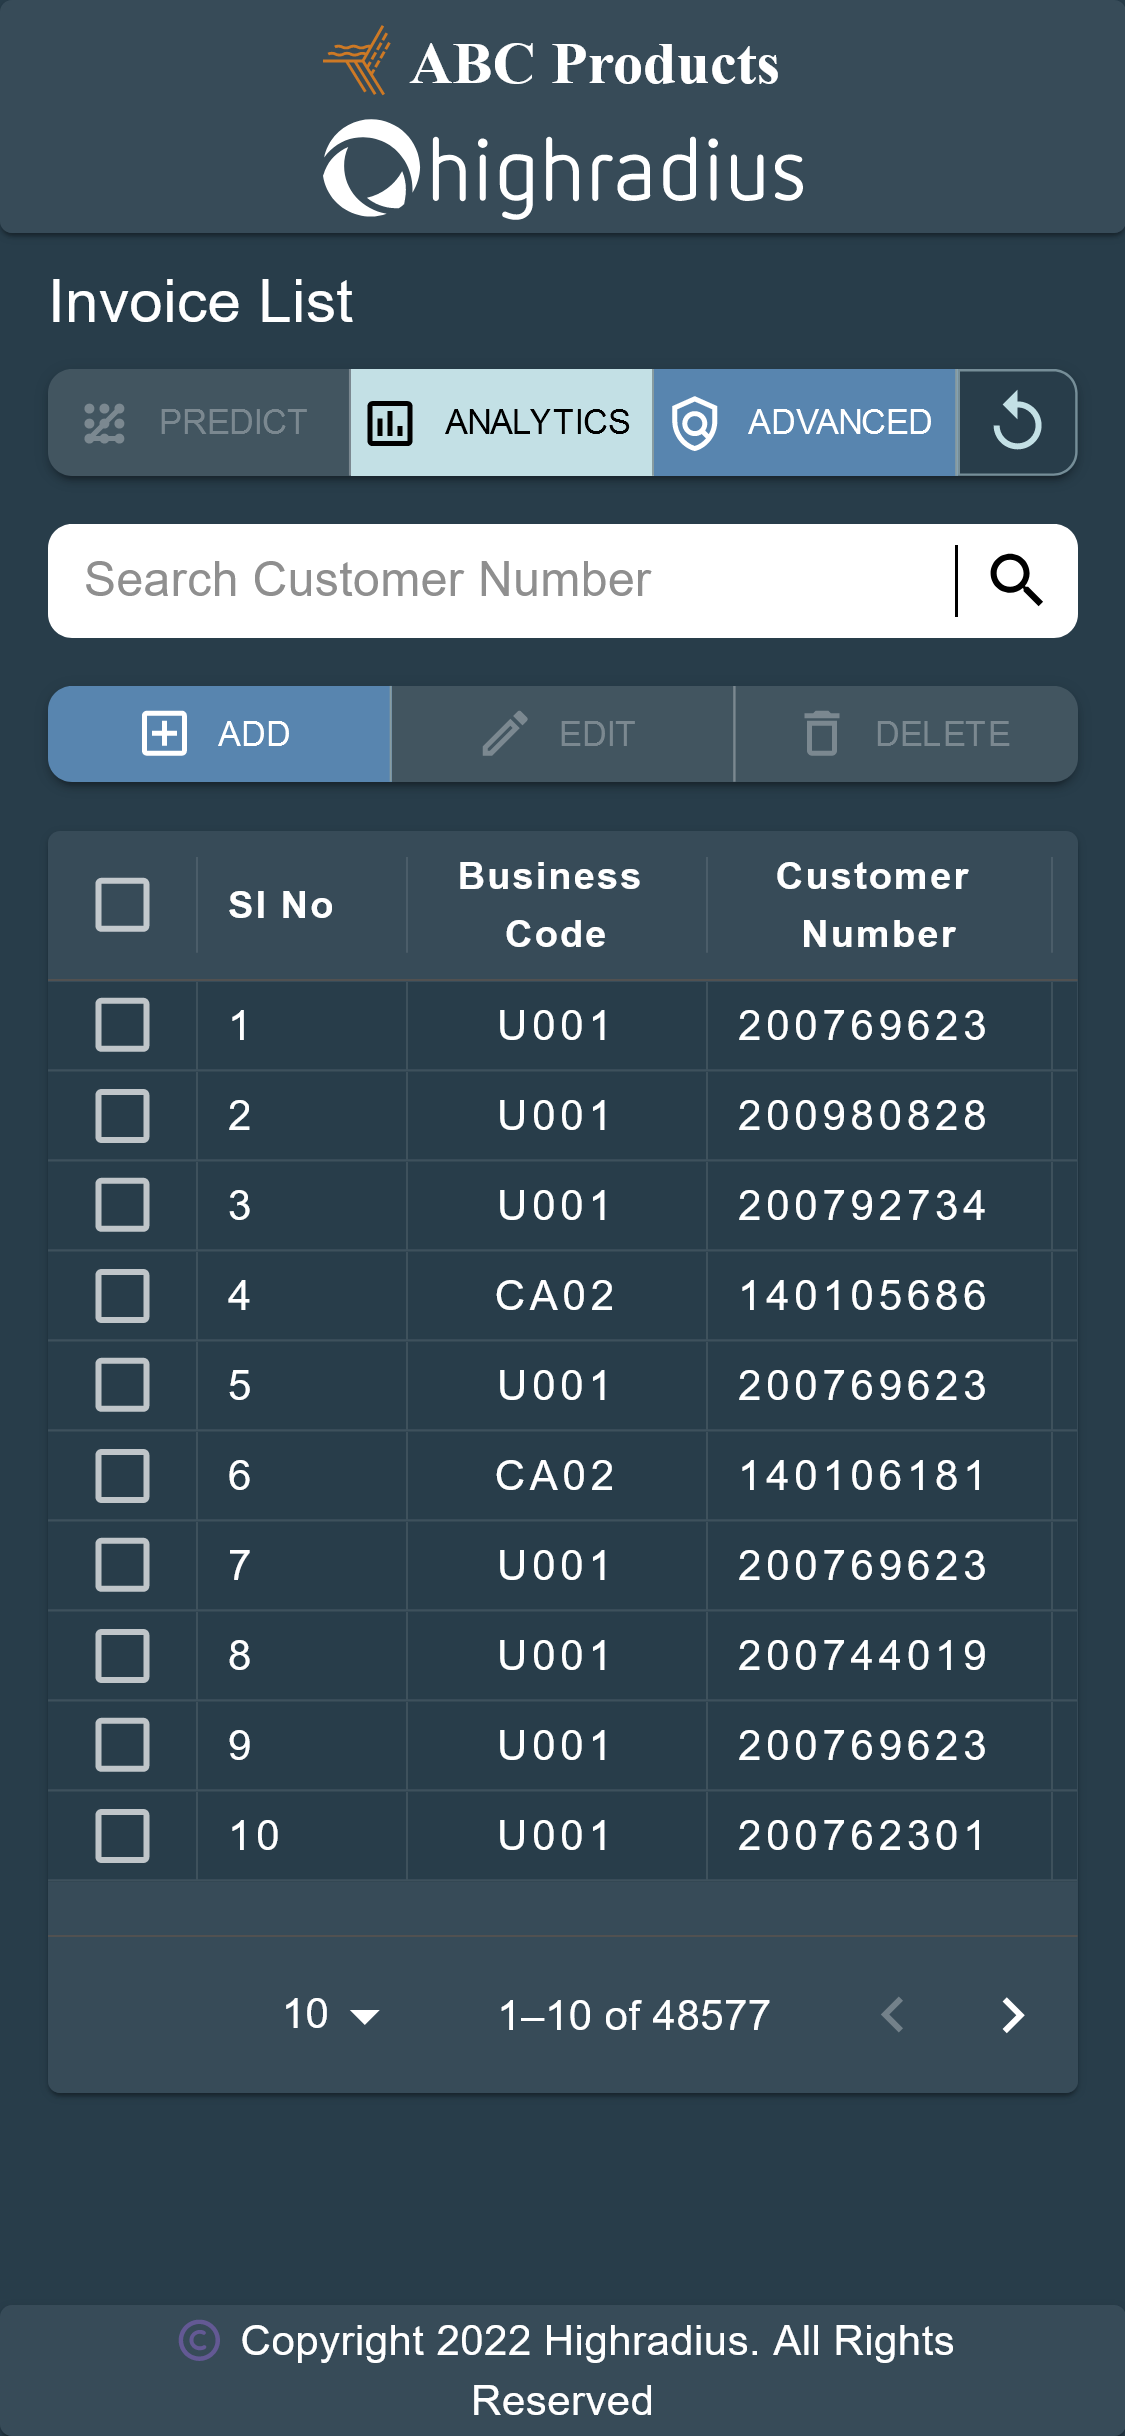 ABC Products
highradius
Invoice List
PREDICT ANALYTICS ADVANCED
Search Customer Number
ADD EDIT DELETE
Sl No Business Code Customer Number
1 U001 200769623
2 U001 200980828
3 U001 200792734
4 CA02 140105686
5 U001 200769623
6 CA02 140106181
7 U001 200769623
8 U001 200744019
9 U001 200769623
10 U001 200762301
10 1–10 of 48577
© Copyright 2022 Highradius. All Rights
Reserved